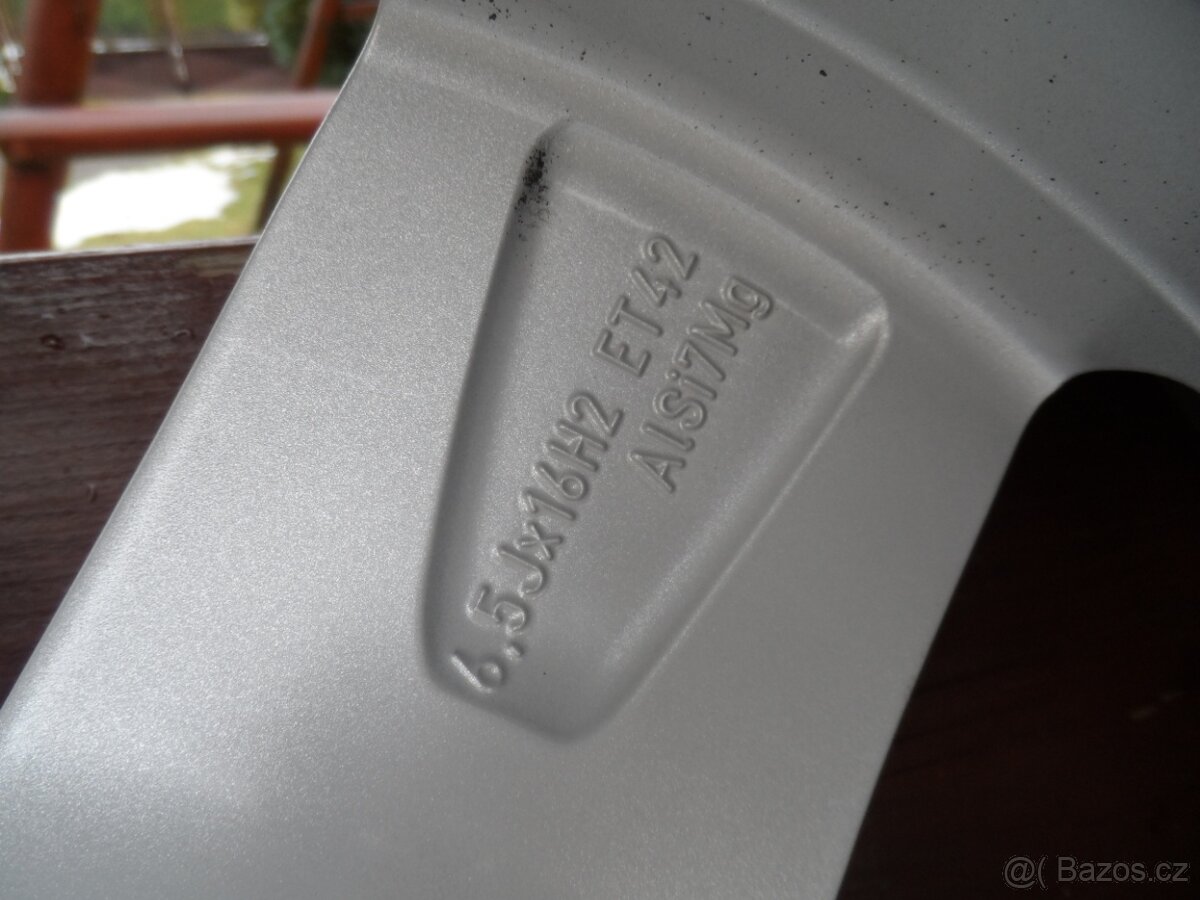 6,5Jx16H2 ET42
AlSi7Mg
@( Bazos.cz